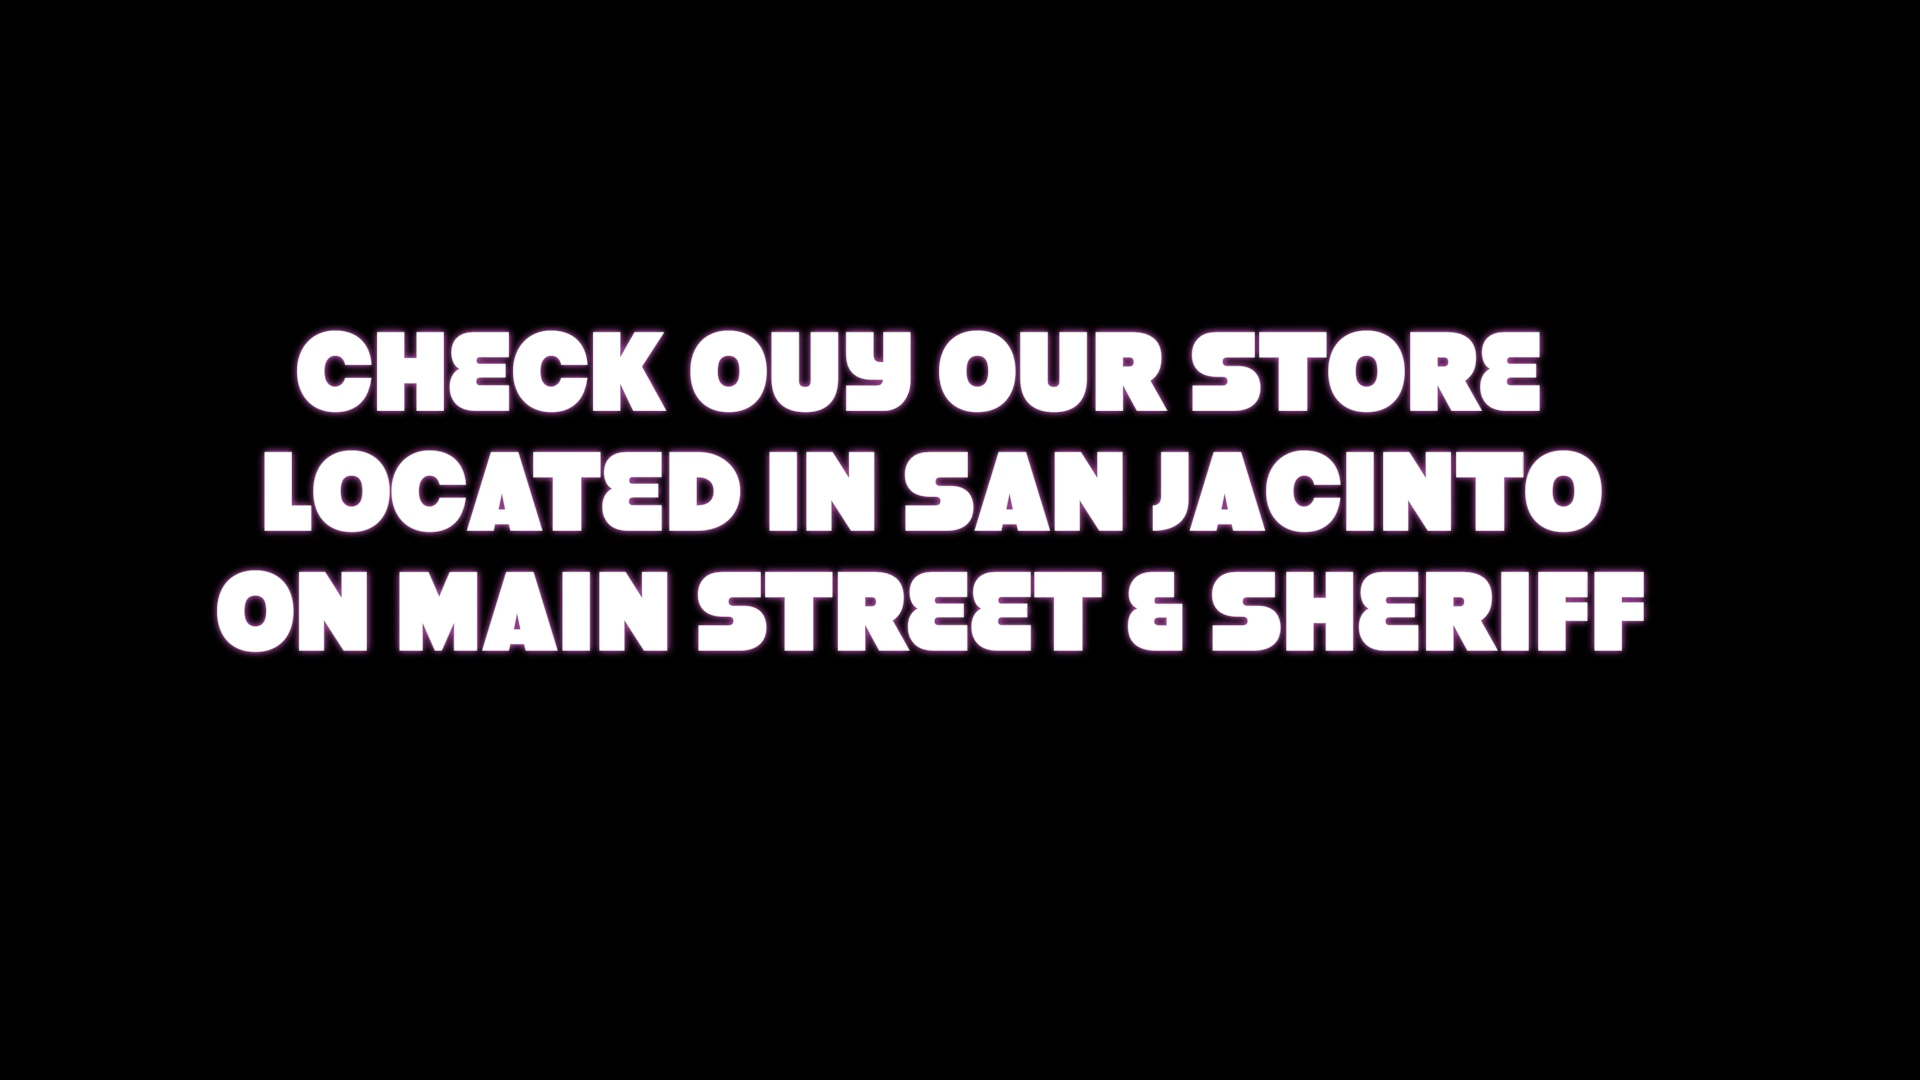 CHECK OUY OUR STORE
LOCATED IN SAN JACINTO
ON MAIN STREET & SHERIFF